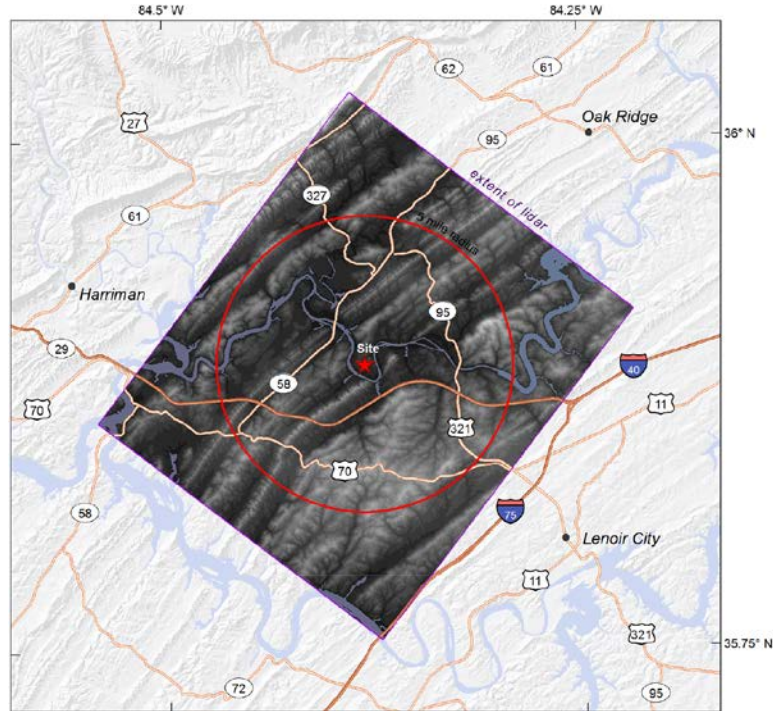 84.5° W
84.25° W
62
61
27
Oak Ridge
36° N
95
extent of lidar
327
61
5 mile radius
Harriman
95
29
Site
58
40
70
11
321
70
58
75
Lenoir City
11
321
35.75° N
72
95